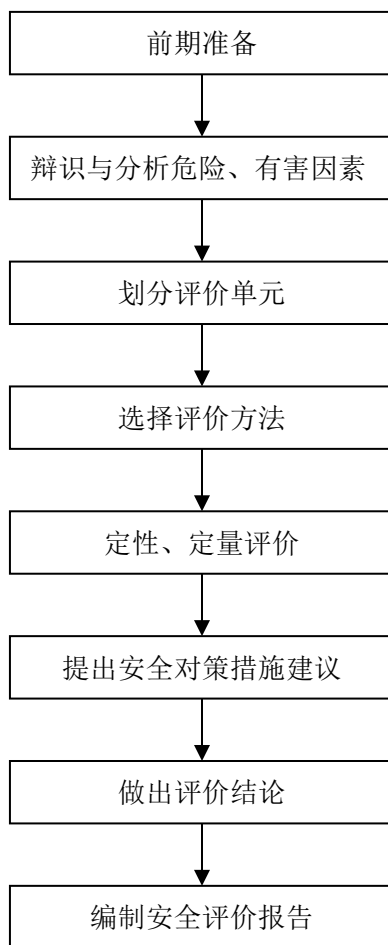 前期准备
辩识与分析危险、有害因素
划分评价单元
选择评价方法
定性、定量评价
提出安全对策措施建议
做出评价结论
编制安全评价报告